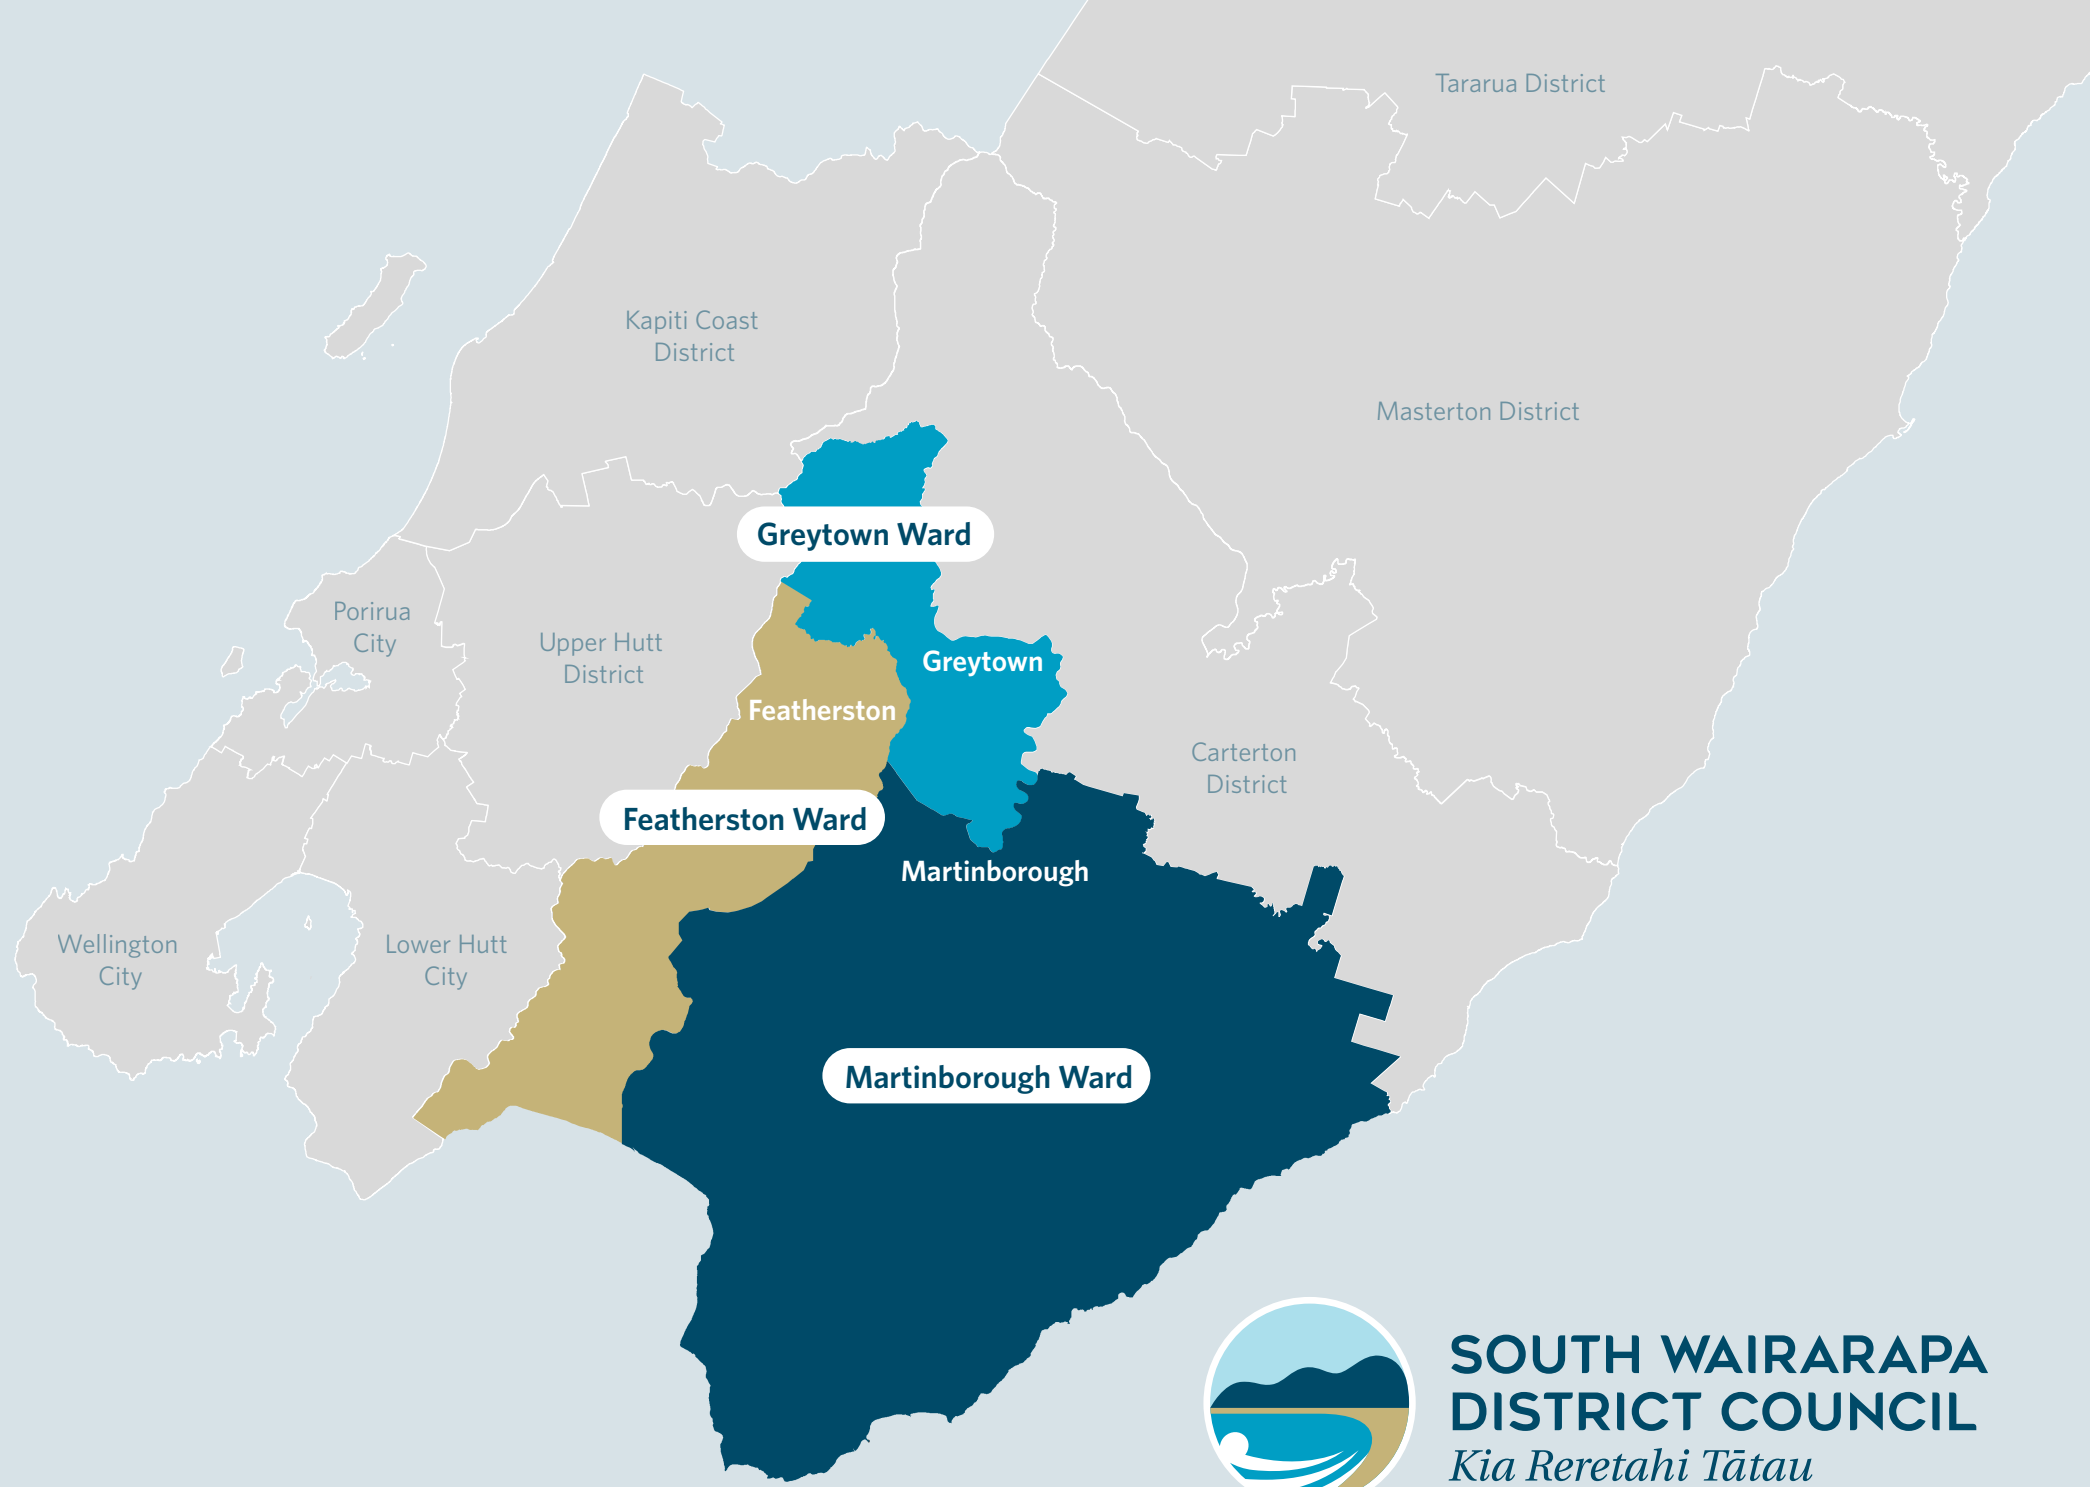 Tararua District
Kapiti Coast
District
Masterton District
Greytown Ward
Porirua
City
Upper Hutt
District
Greytown
Featherston
Carterton
District
Featherston Ward
Martinborough
Wellington
City
Lower Hutt
City
Martinborough Ward
SOUTH WAIRARAPA
DISTRICT COUNCIL
Kia Reretahi Tātau